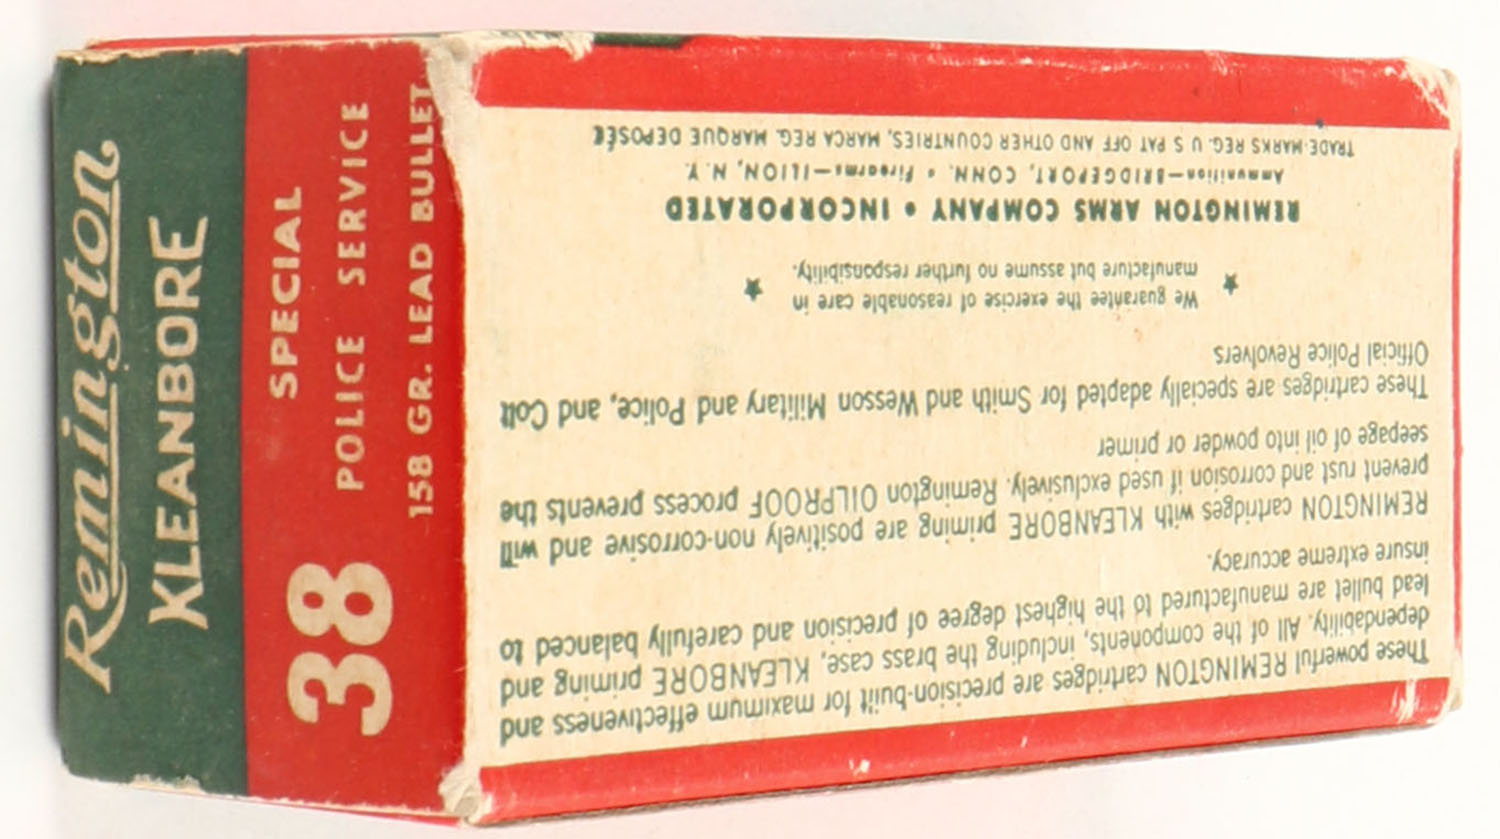 Remington
KLEANBORE
38 SPECIAL
POLICE SERVICE
158 GR. LEAD BULLET
These powerful REMINGTON cartridges are precision-built for maximum effectiveness and
dependability. All of the components, including the brass case, KLEANBORE priming and
lead bullet are manufactured to the highest degree of precision and carefully balanced to
insure extreme accuracy.
REMINGTON cartridges with KLEANBORE priming are positively non-corrosive and will
prevent rust and corrosion if used exclusively. Remington OILPROOF process prevents the
seepage of oil into powder or primer
These cartridges are specially adapted for Smith and Wesson Military and Police, and Colt
Official Police Revolvers
We guarantee the exercise of reasonable care in
manufacture but assume no further responsibility.
REMINGTON ARMS COMPANY • INCORPORATED
Ammunition—BRIDGEPORT, CONN. • Firearms—ILION, N.Y.
TRADE-MARKS REG. U S PAT OFF AND OTHER COUNTRIES, MARCA REG. MARQUE DEPOSÉE